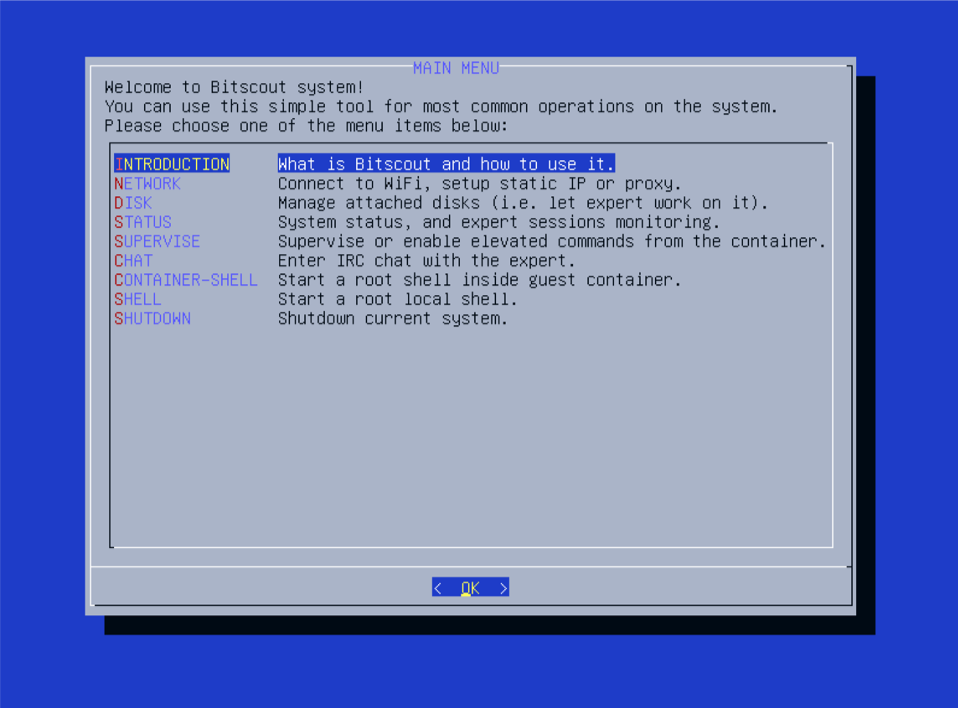 MAIN MENU
Welcome to Bitscout system!
You can use this simple tool for most common operations on the system.
Please choose one of the menu items below:
INTRODUCTION What is Bitscout and how to use it.
NETWORK Connect to WiFi, setup static IP or proxy.
DISK Manage attached disks (i.e. let expert work on it).
STATUS System status, and expert sessions monitoring.
SUPERVISE Supervise or enable elevated commands from the container.
CHAT Enter IRC chat with the expert.
CONTAINER-SHELL Start a root shell inside guest container.
SHELL Start a root local shell.
SHUTDOWN Shutdown current system.
< OK >